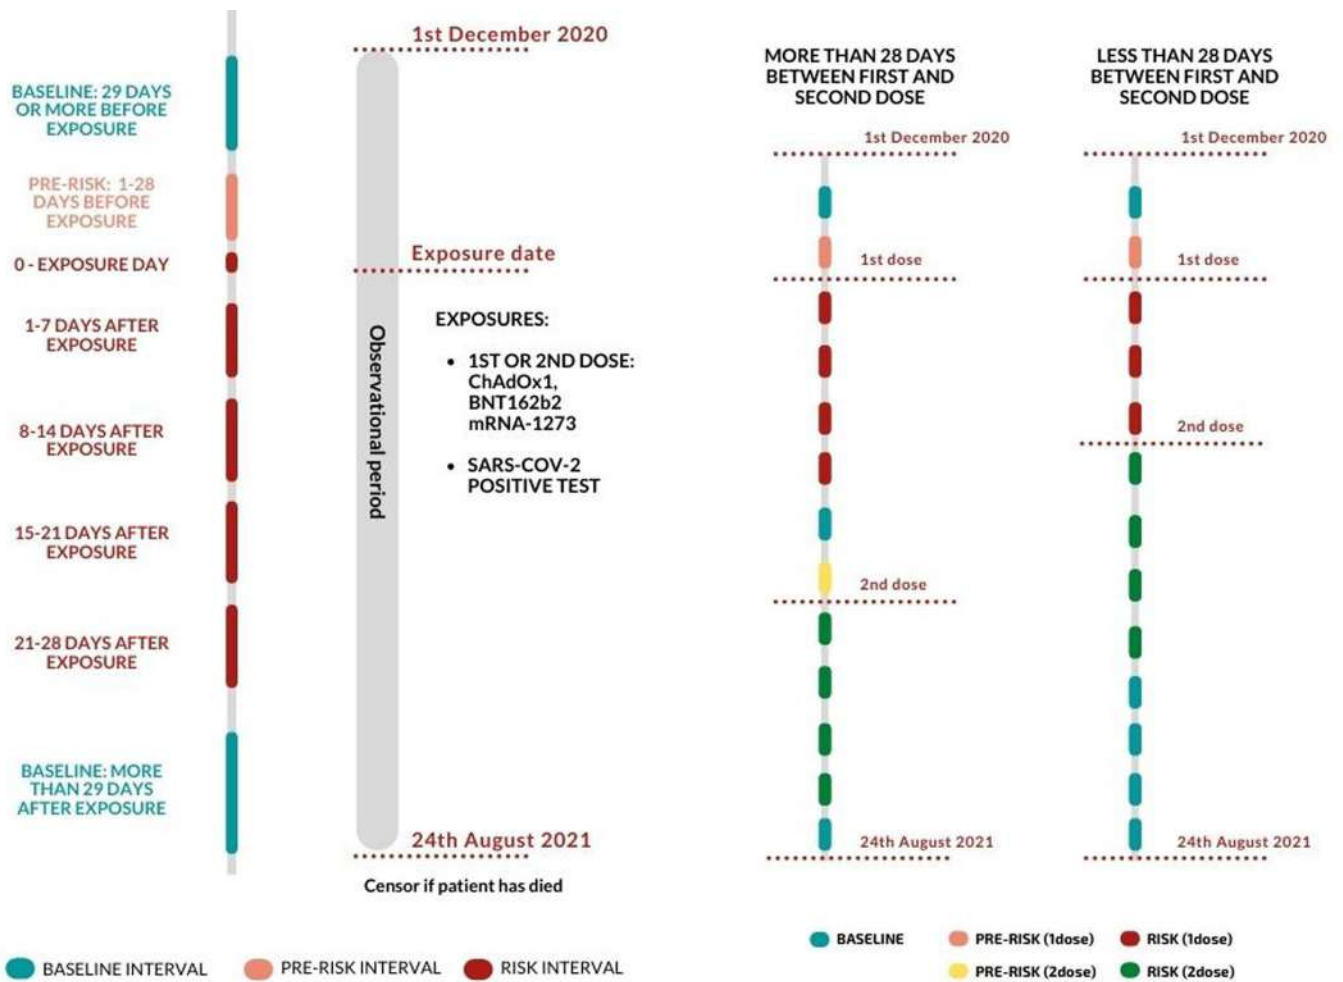 BASELINE: 29 DAYS
OR MORE BEFORE
EXPOSURE
PRE-RISK: 1-28
DAYS BEFORE
EXPOSURE
0 - EXPOSURE DAY
1-7 DAYS AFTER
EXPOSURE
8-14 DAYS AFTER
EXPOSURE
15-21 DAYS AFTER
EXPOSURE
21-28 DAYS AFTER
EXPOSURE
BASELINE: MORE
THAN 29 DAYS
AFTER EXPOSURE
1st December 2020
Exposure date
Observational period
EXPOSURES:
• 1ST OR 2ND DOSE:
ChAdOx1,
BNT162b2
mRNA-1273
• SARS-COV-2
POSITIVE TEST
24th August 2021
Censor if patient has died
BASELINE INTERVAL
PRE-RISK INTERVAL
RISK INTERVAL
MORE THAN 28 DAYS
BETWEEN FIRST AND
SECOND DOSE
1st December 2020
1st dose
2nd dose
24th August 2021
LESS THAN 28 DAYS
BETWEEN FIRST AND
SECOND DOSE
1st December 2020
1st dose
2nd dose
24th August 2021
BASELINE
PRE-RISK (1dose)
RISK (1dose)
PRE-RISK (2dose)
RISK (2dose)